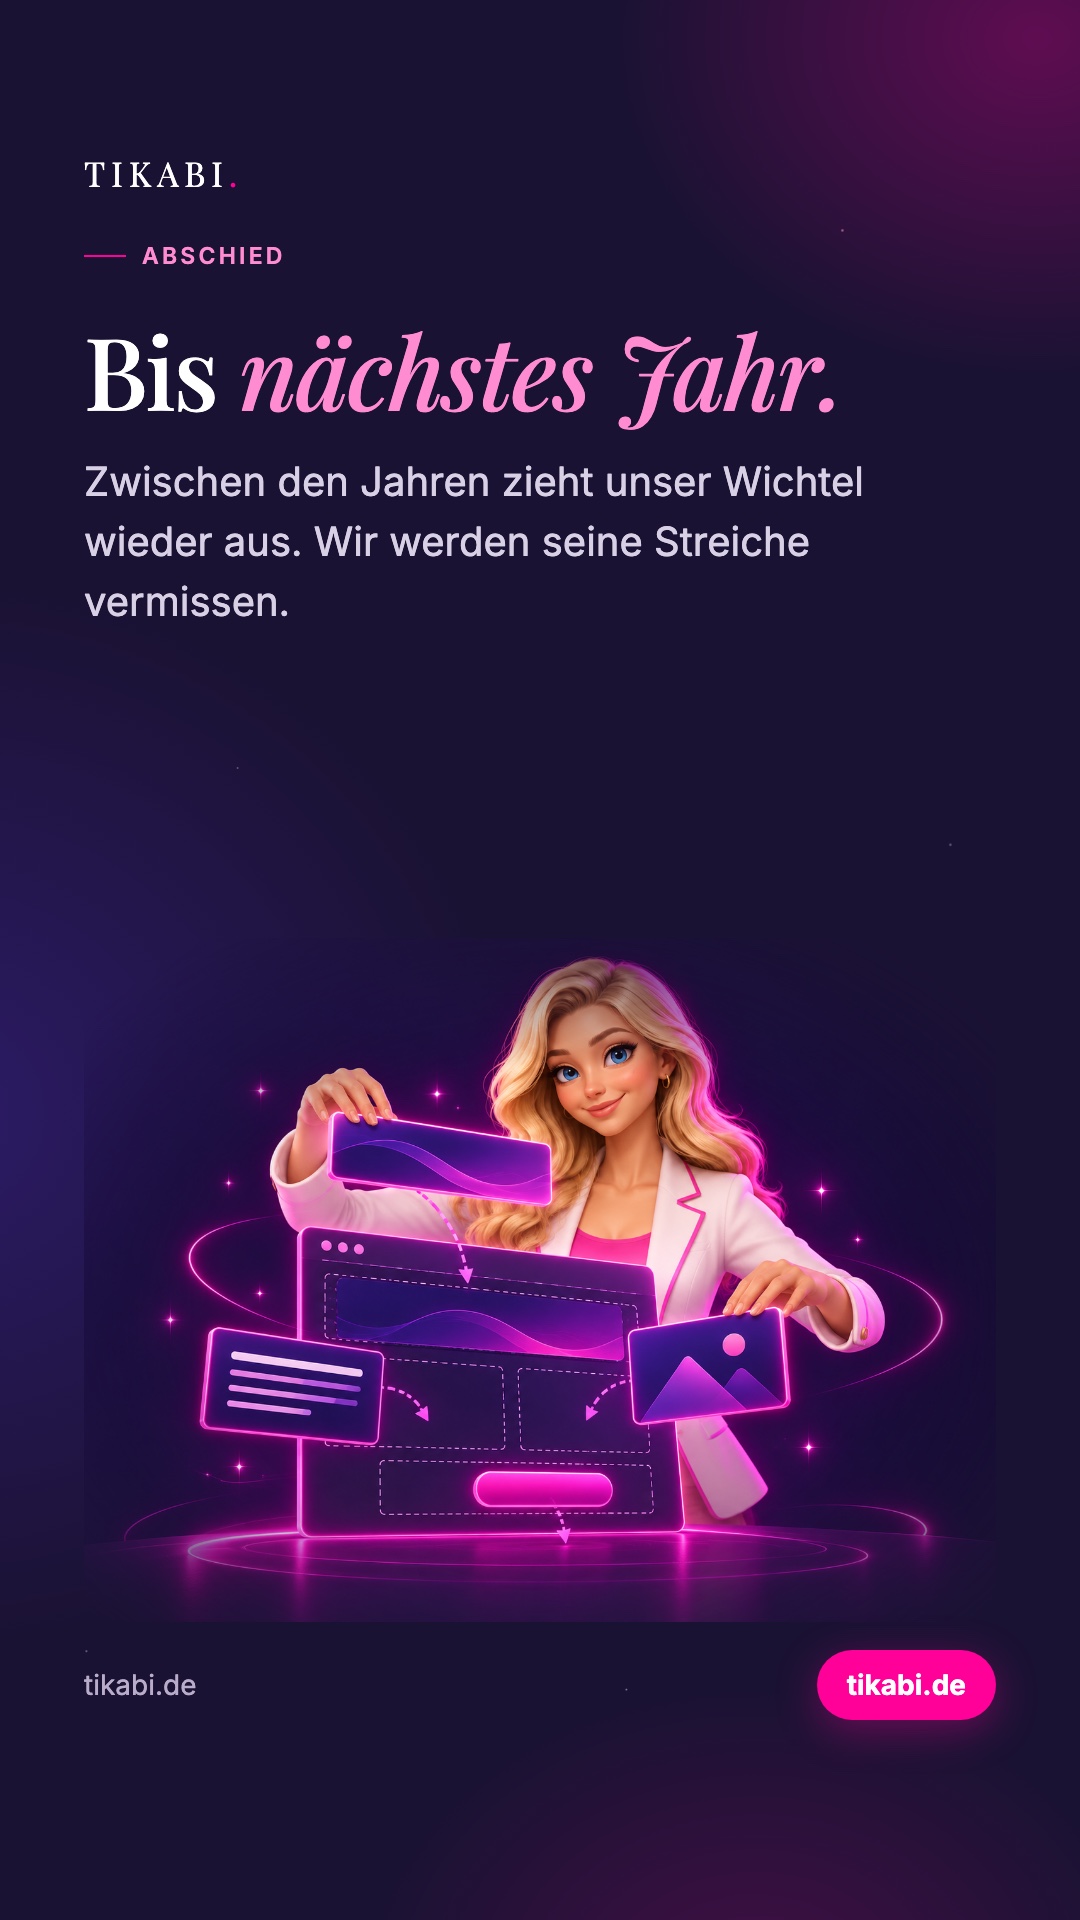 TIKABI.
ABSCHIED
Bis nächstes Jahr.
Zwischen den Jahren zieht unser Wichtel
wieder aus. Wir werden seine Streiche
vermissen.
tikabi.de
tikabi.de